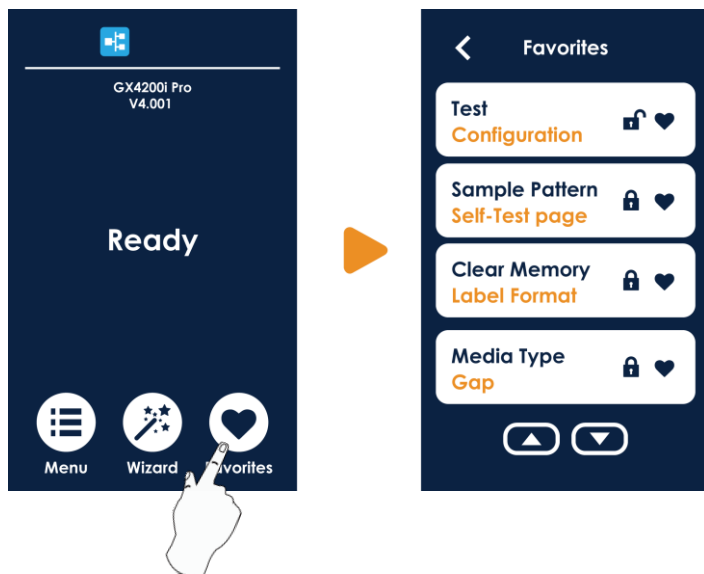 GX4200i Pro
V4.001
Ready
Menu Wizard
Favorites
Test
Configuration
Sample Pattern
Self-Test page
Clear Memory
Label Format
Media Type
Gap